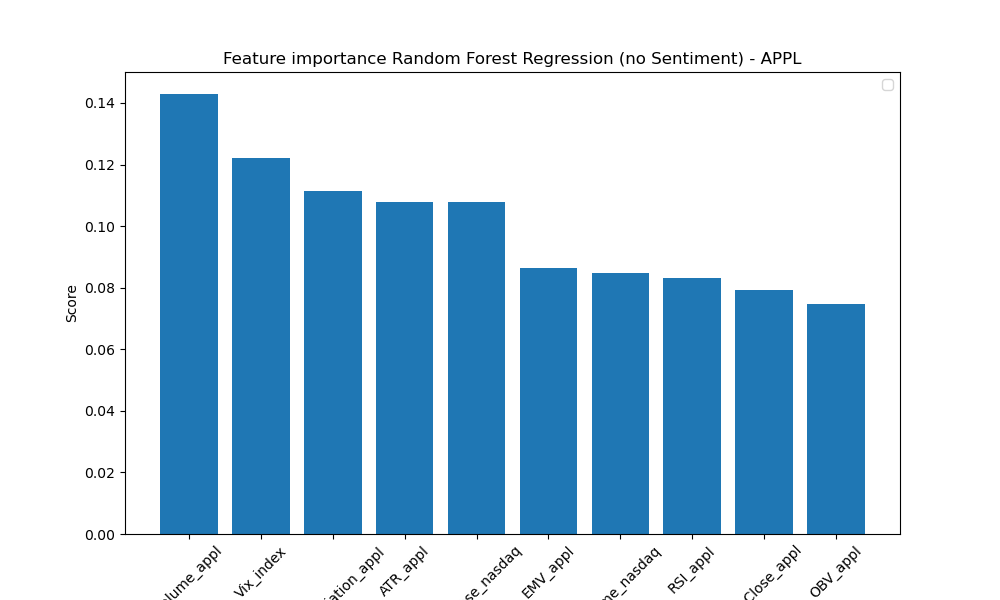 Feature importance Random Forest Regression (no Sentiment) - APPL
Score
0.14
0.12
0.10
0.08
0.06
0.04
0.02
0.00
lume_appl
Vix_index
iation_appl
ATR_appl
se_nasdaq
EMV_appl
me_nasdaq
RSI_appl
Close_appl
OBV_appl